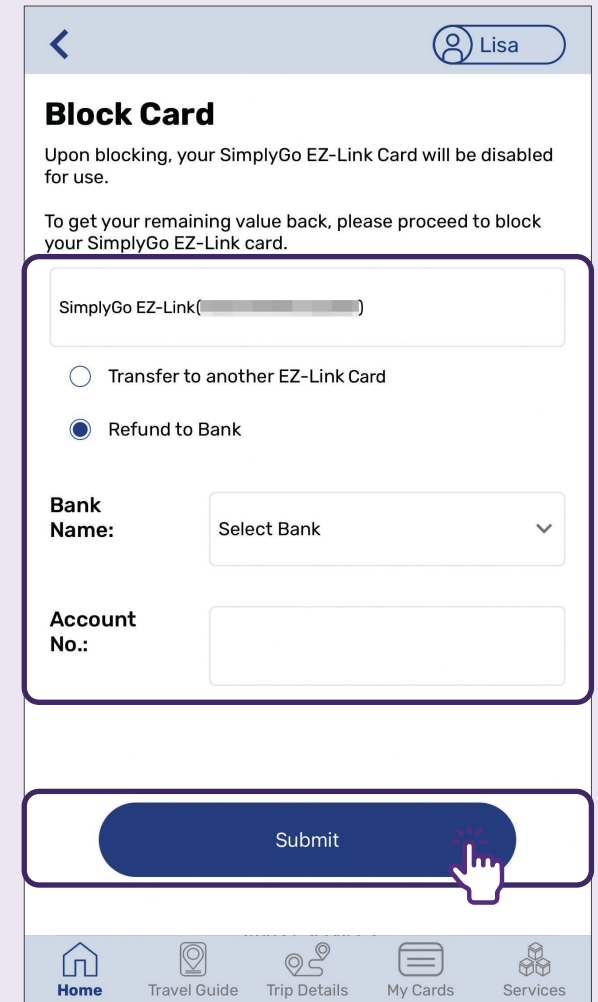 Lisa
Block Card
Upon blocking, your SimplyGo EZ-Link Card will be disabled
for use.
To get your remaining value back, please proceed to block
your SimplyGo EZ-Link card.
SimplyGo EZ-Link( )
Transfer to another EZ-Link Card
Refund to Bank
Bank
Name:
Select Bank
Account
No.:
Submit
Home Travel Guide Trip Details My Cards Services